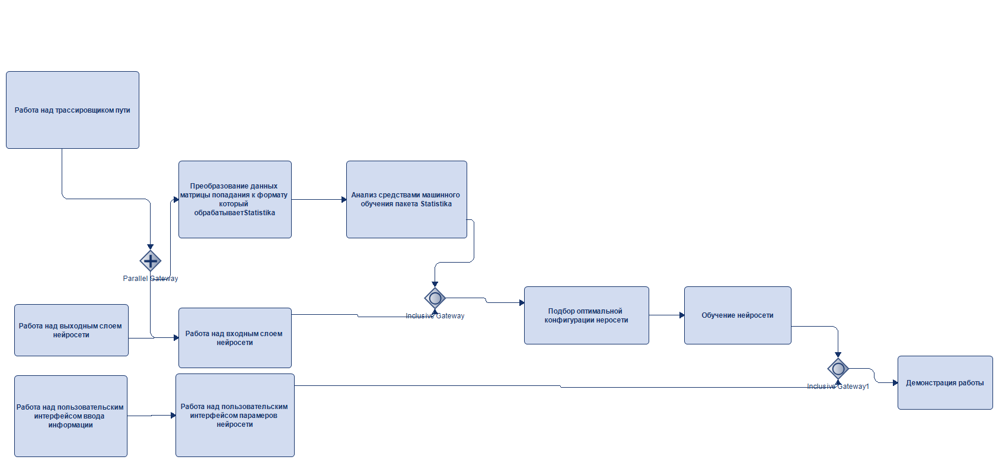 Работа над трассировщиком пути
Преобразование данных
матрицы попадания к формату
который
обрабатываетStatistika
Анализ средствами машинного
обучения пакета Statistika
Parallel Gateway
Работа над выходным слоем
нейросети
Работа над входным слоем
нейросети
Inclusive Gateway
Подбор оптимальной
конфигурации неросети
Обучение нейросети
Работа над пользовательским
интерфейсом ввода
информации
Работа над пользовательским
интерфейсом парамеров
нейросети
Inclusive Gateway1
Демонстрация работы